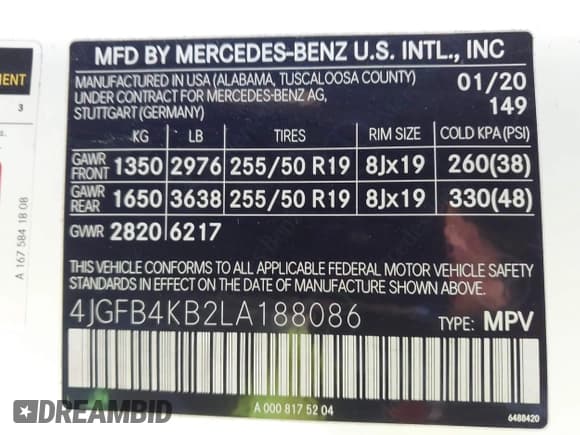 MFD BY MERCEDES-BENZ U.S. INTL., INC
MANUFACTURED IN USA (ALABAMA, TUSCALOOSA COUNTY)
UNDER CONTRACT FOR MERCEDES-BENZ AG,
STUTTGART (GERMANY)
01/20
149
KG LB TIRES RIM SIZE COLD KPA (PSI)
GAWR FRONT 1350 2976 255/50 R19 8Jx19 260(38)
GAWR REAR 1650 3638 255/50 R19 8Jx19 330(48)
GVWR 2820 6217
THIS VEHICLE CONFORMS TO ALL APPLICABLE FEDERAL MOTOR VEHICLE SAFETY
STANDARDS IN EFFECT ON THE DATE OF MANUFACTURE SHOWN ABOVE.
4JGFB4KB2LA188086 TYPE: MPV
A 000 817 52 04
6488420
3
A 167 584 18 08
DREAMBID